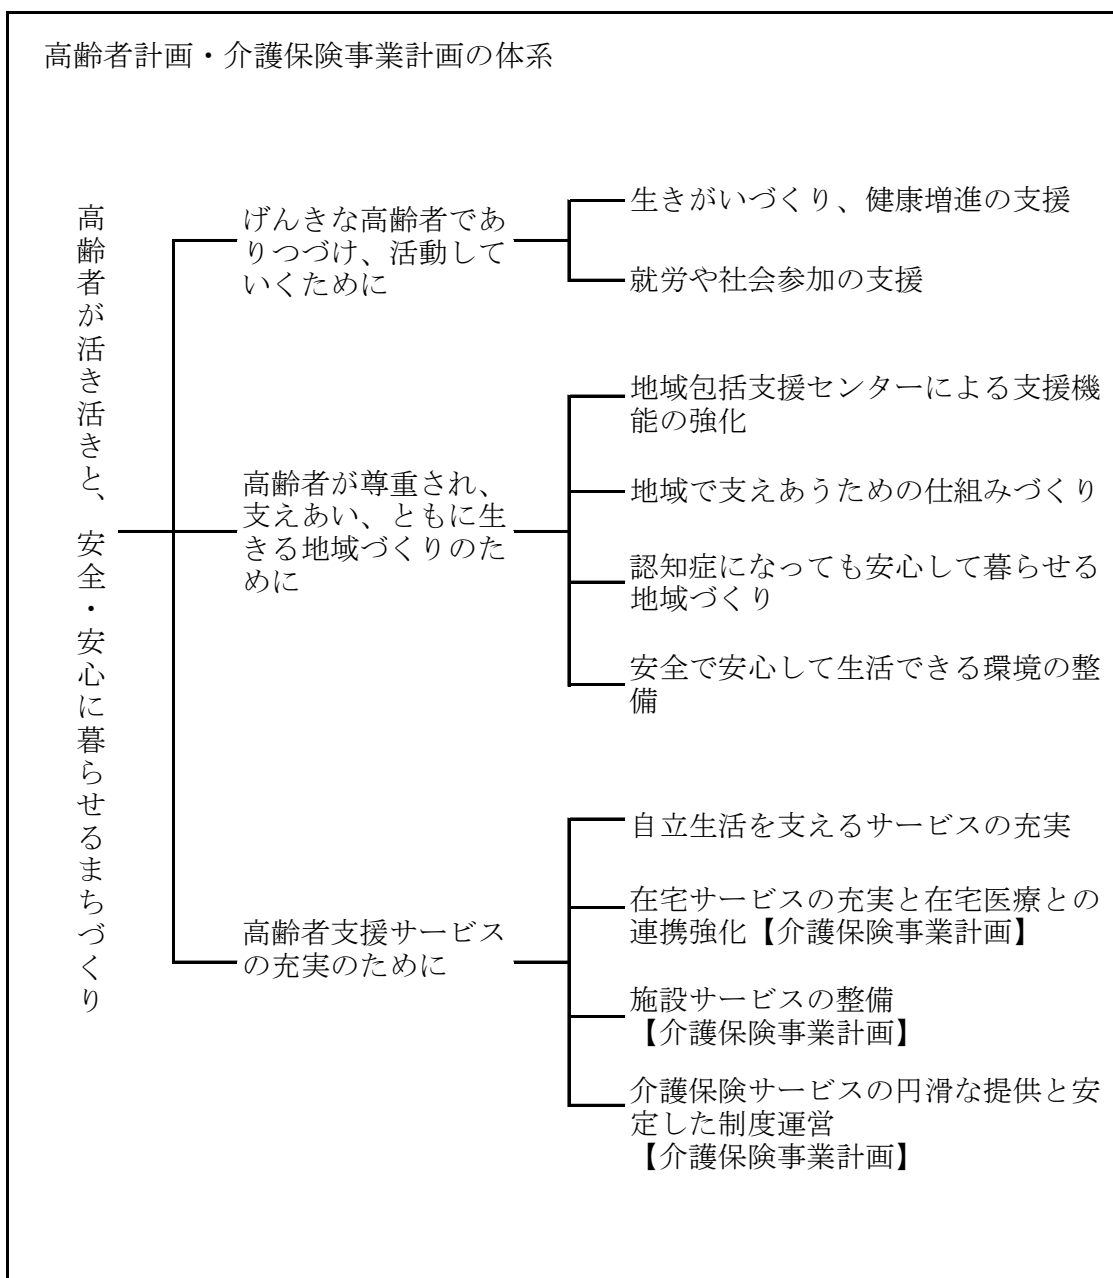 高齢者計画・介護保険事業計画の体系
高齢者が活き活きと、安全・安心に暮らせるまちづくり
げんきな高齢者であ
りつづけ、活動して
いくために
生きがいづくり、健康増進の支援
就労や社会参加の支援
高齢者が尊重され、
支えあい、ともに生
きる地域づくりのた
めに
地域包括支援センターによる支援機
能の強化
地域で支えあうための仕組みづくり
認知症になっても安心して暮らせる
地域づくり
安全で安心して生活できる環境の整
備
高齢者支援サービス
の充実のために
自立生活を支えるサービスの充実
在宅サービスの充実と在宅医療との
連携強化【介護保険事業計画】
施設サービスの整備
【介護保険事業計画】
介護保険サービスの円滑な提供と安
定した制度運営
【介護保険事業計画】